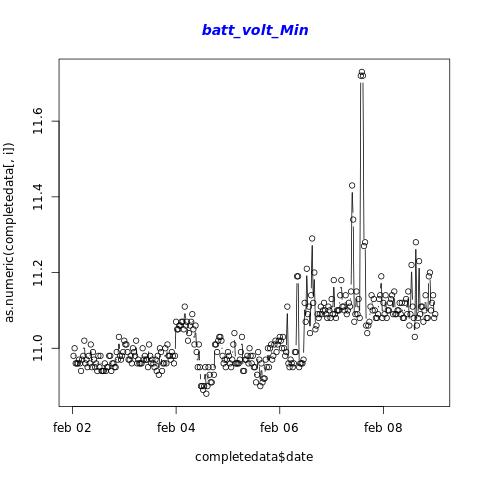 batt_volt_Min
as.numeric(completedata[, i])
11.6
11.4
11.2
11.0
feb 02
feb 04
feb 06
feb 08
completedata$date